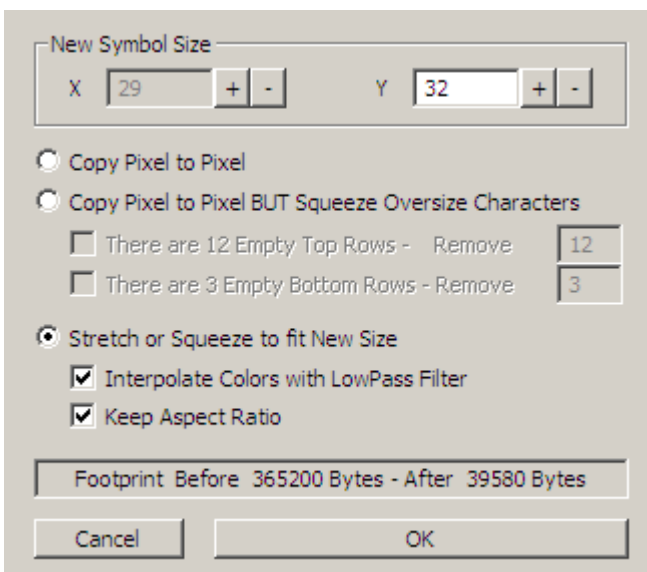 New Symbol Size
X 29 + - Y 32 + -
Copy Pixel to Pixel
Copy Pixel to Pixel BUT Squeeze Oversize Characters
There are 12 Empty Top Rows - Remove 12
There are 3 Empty Bottom Rows - Remove 3
Stretch or Squeeze to fit New Size
Interpolate Colors with LowPass Filter
Keep Aspect Ratio
Footprint Before 365200 Bytes - After 39580 Bytes
Cancel OK